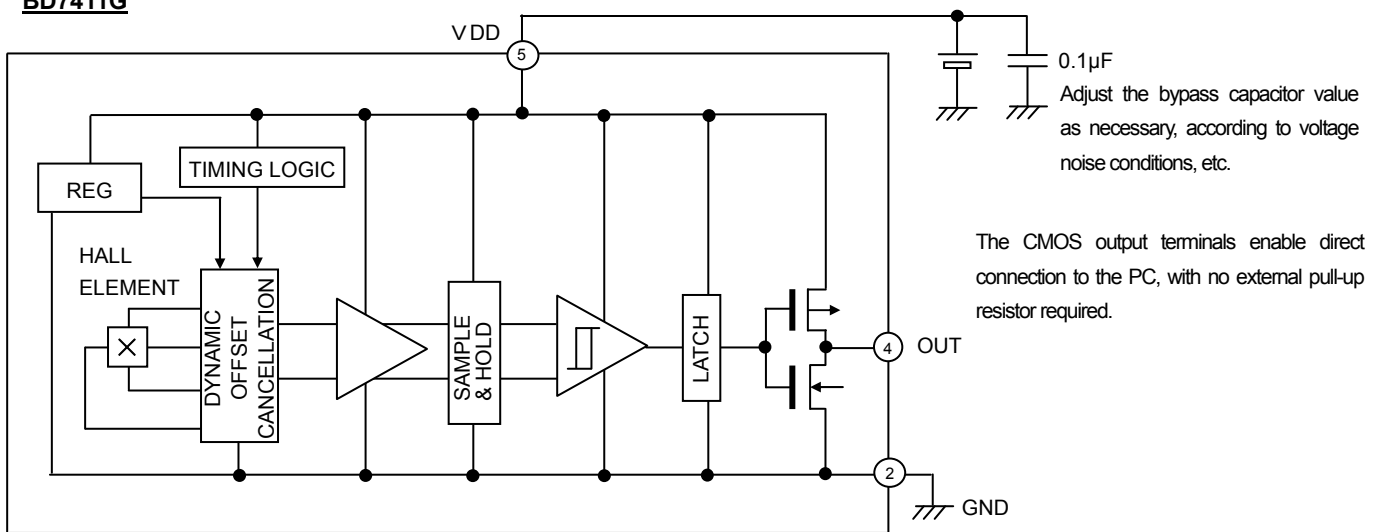 BD7411G
VDD
5
0.1µF
Adjust the bypass capacitor value
as necessary, according to voltage
noise conditions, etc.
TIMING LOGIC
REG
HALL
ELEMENT
DYNAMIC
OFFSET
CANCELLATION
SAMPLE
& HOLD
LATCH
The CMOS output terminals enable direct
connection to the PC, with no external pull-up
resistor required.
4
OUT
2
GND